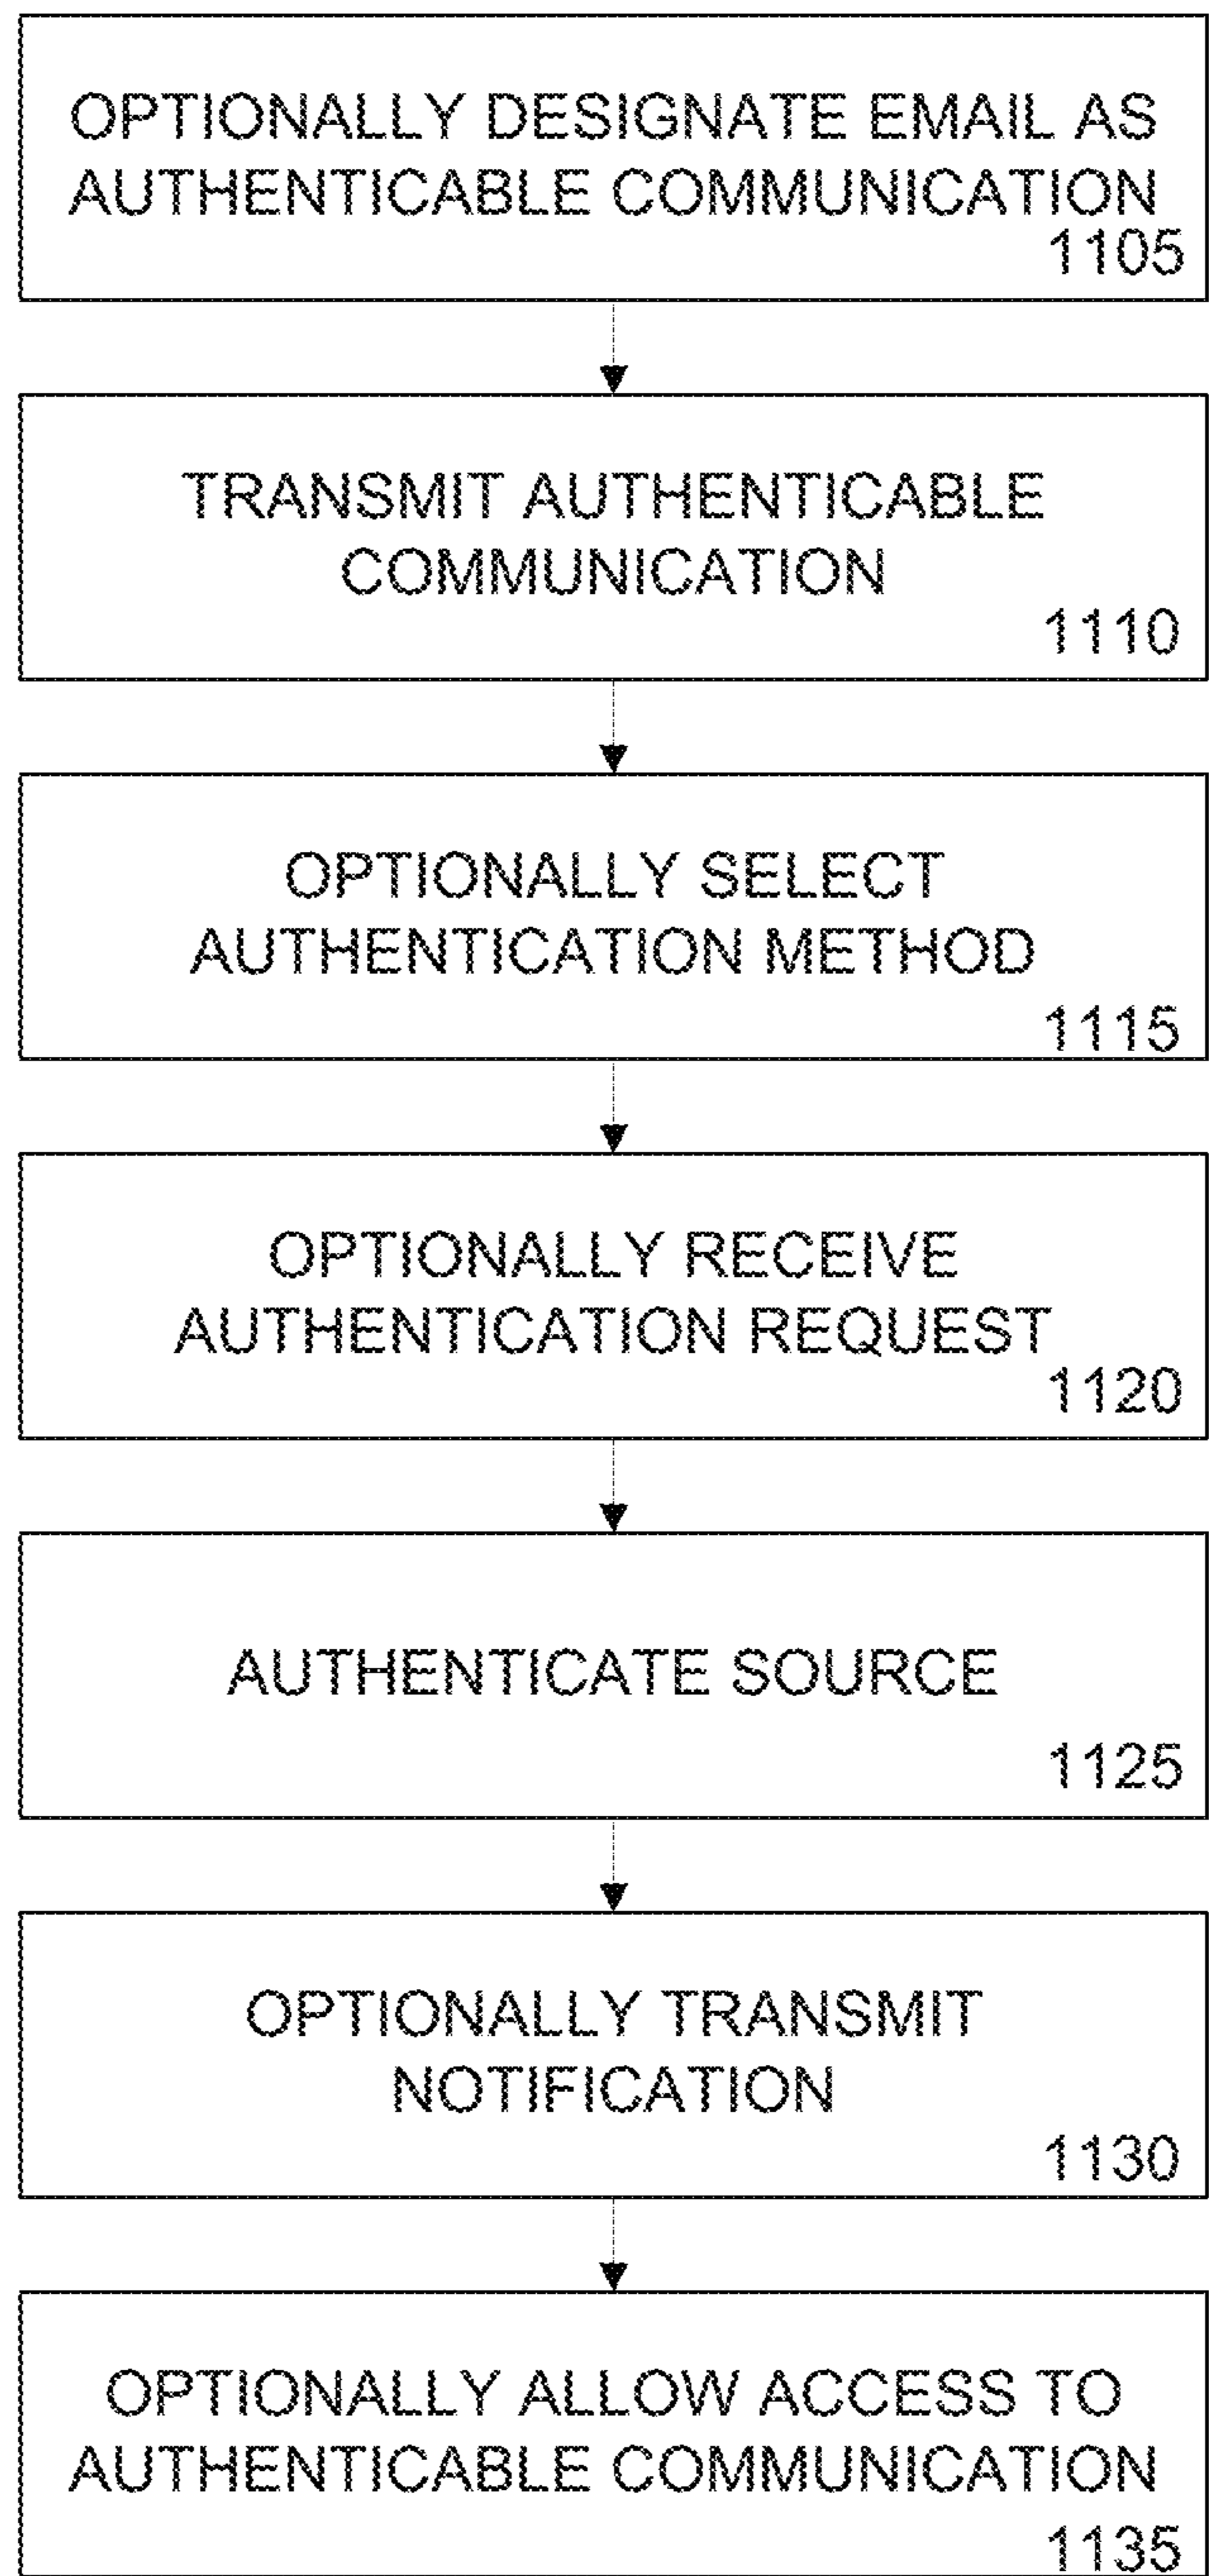 OPTIONALLY DESIGNATE EMAIL AS
AUTHENTICABLE COMMUNICATION
1105
TRANSMIT AUTHENTICABLE
COMMUNICATION
1110
OPTIONALLY SELECT
AUTHENTICATION METHOD
1115
OPTIONALLY RECEIVE
AUTHENTICATION REQUEST
1120
AUTHENTICATE SOURCE
1125
OPTIONALLY TRANSMIT
NOTIFICATION
1130
OPTIONALLY ALLOW ACCESS TO
AUTHENTICABLE COMMUNICATION
1135